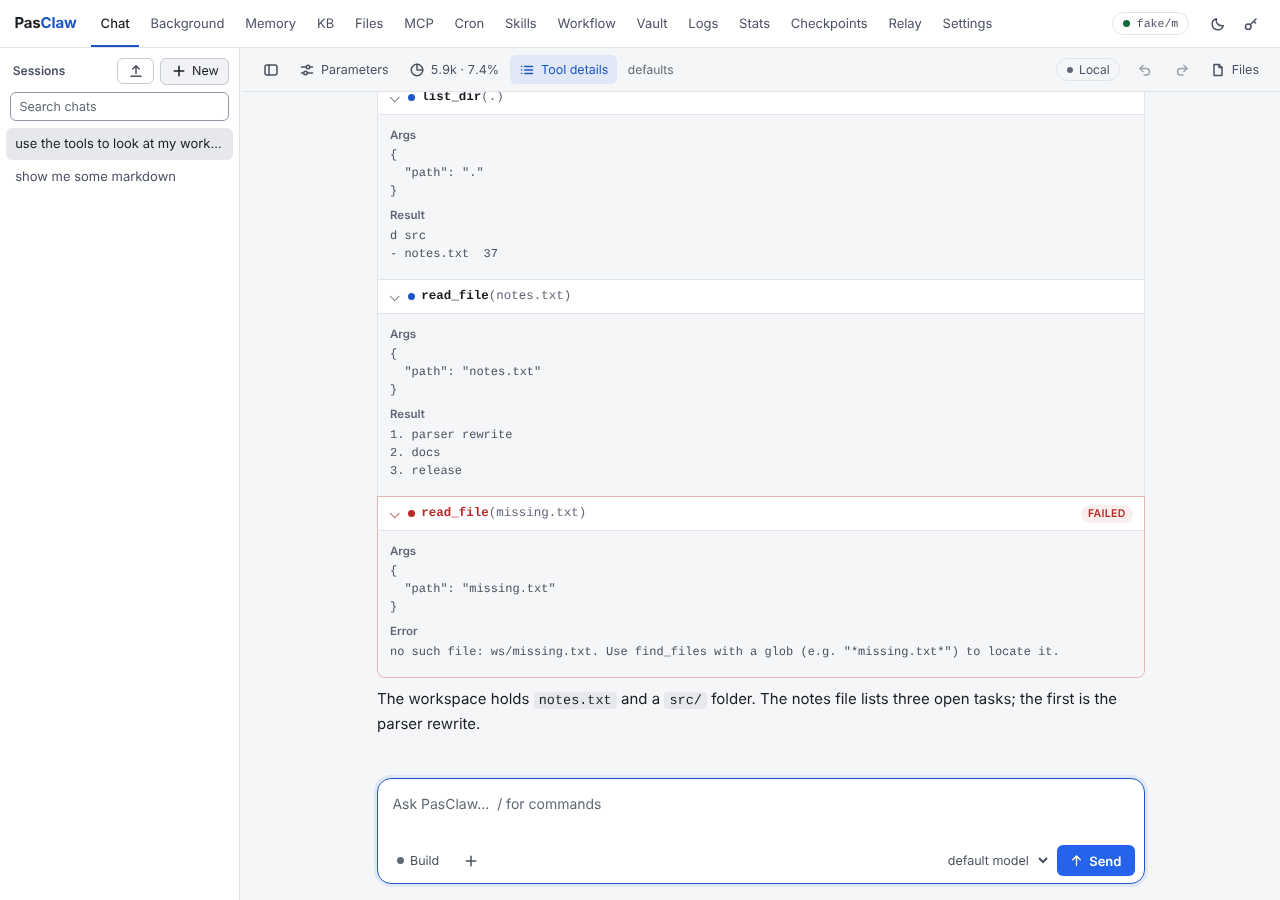 PasClaw Chat Background Memory KB Files MCP Cron Skills Workflow Vault Logs Stats Checkpoints Relay Settings fake/m
Sessions New
Search chats
use the tools to look at my work...
show me some markdown
Parameters 5.9k · 7.4% Tool details defaults Local Files
list_dir(.)
Args
{
"path": "."
}
Result
d src
- notes.txt 37
read_file(notes.txt)
Args
{
"path": "notes.txt"
}
Result
1. parser rewrite
2. docs
3. release
read_file(missing.txt) FAILED
Args
{
"path": "missing.txt"
}
Error
no such file: ws/missing.txt. Use find_files with a glob (e.g. "*missing.txt*") to locate it.
The workspace holds notes.txt and a src/ folder. The notes file lists three open tasks; the first is the
parser rewrite.
Ask PasClaw... / for commands
Build default model Send